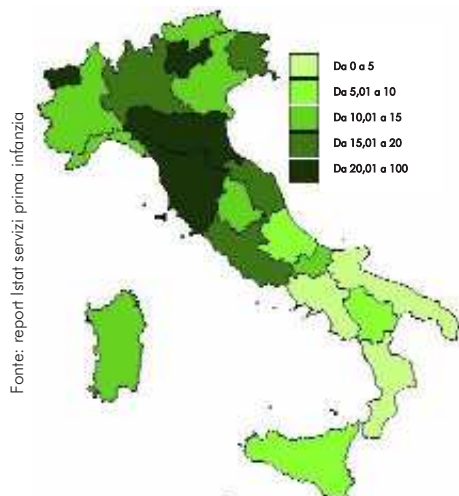 Da 0 a 5
Da 5,01 a 10
Da 10,01 a 15
Da 15,01 a 20
Da 20,01 a 100
Fonte: report Istat servizi prima infanzia